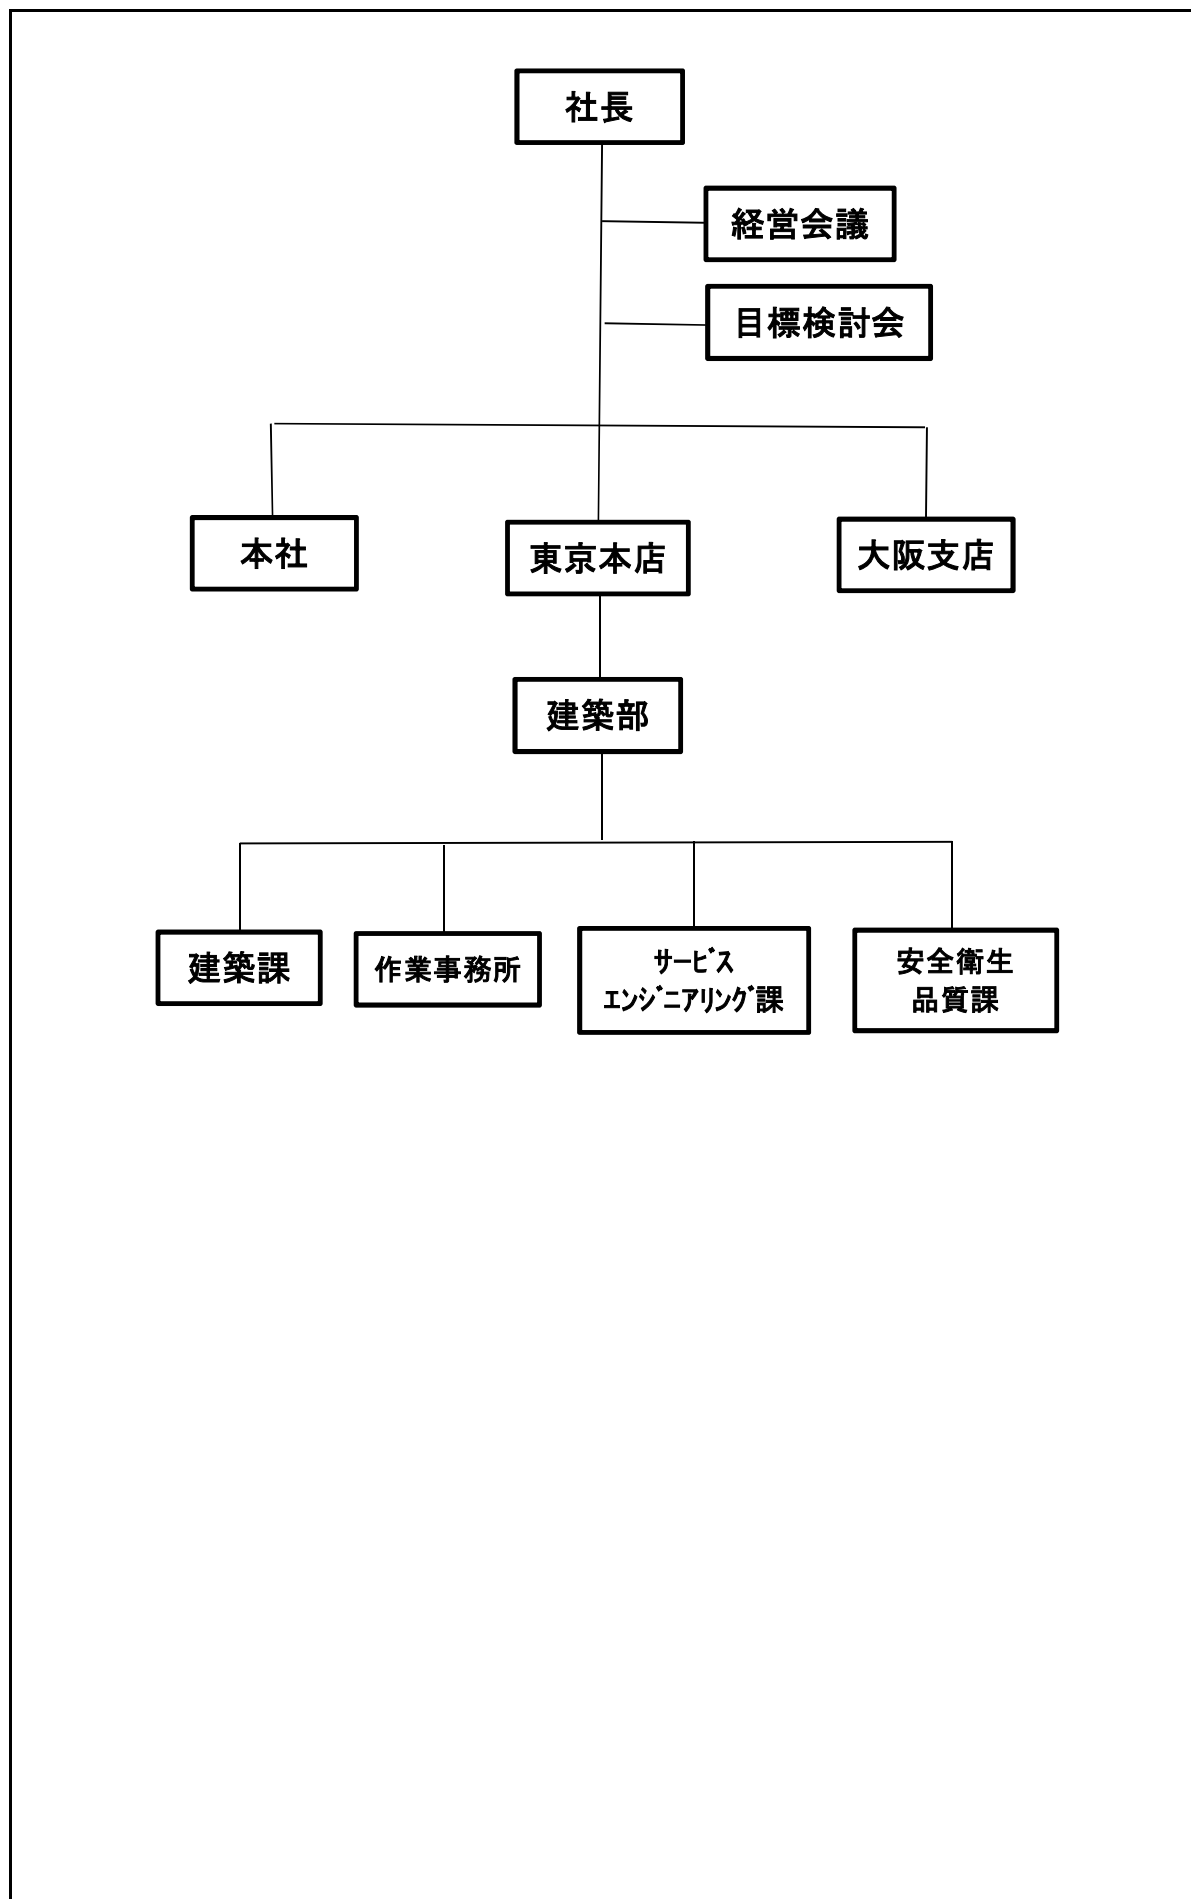 社長
経営会議
目標検討会
本社
東京本店
大阪支店
建築部
建築課
作業事務所
ｻｰﾋﾞｽ
ｴﾝｼﾞﾆｱﾘﾝｸﾞ課
安全衛生
品質課